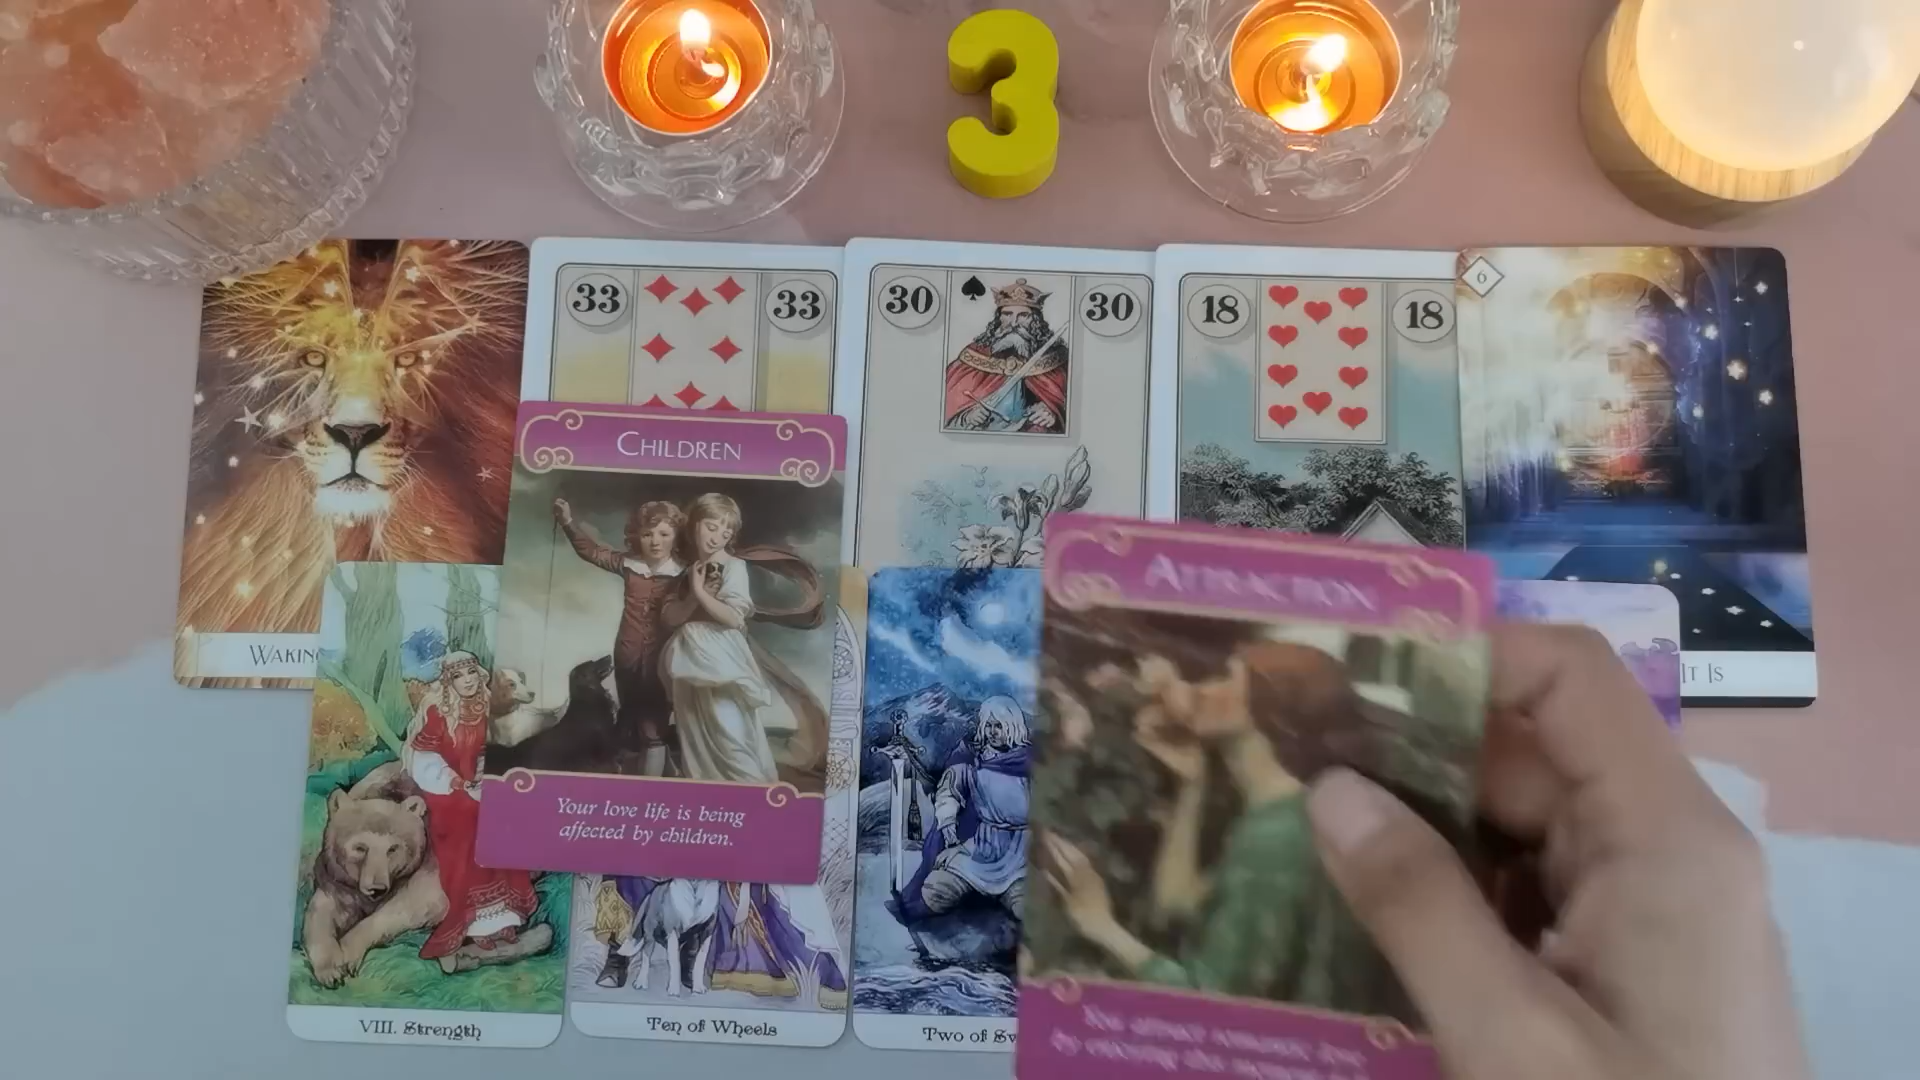 3
33 33
30 30
18 18
6
CHILDREN
ATTRACTION
WAKING
IT IS
Your love life is being
affected by children.
VIII. Strength
Ten of Wheels
Two of Sw